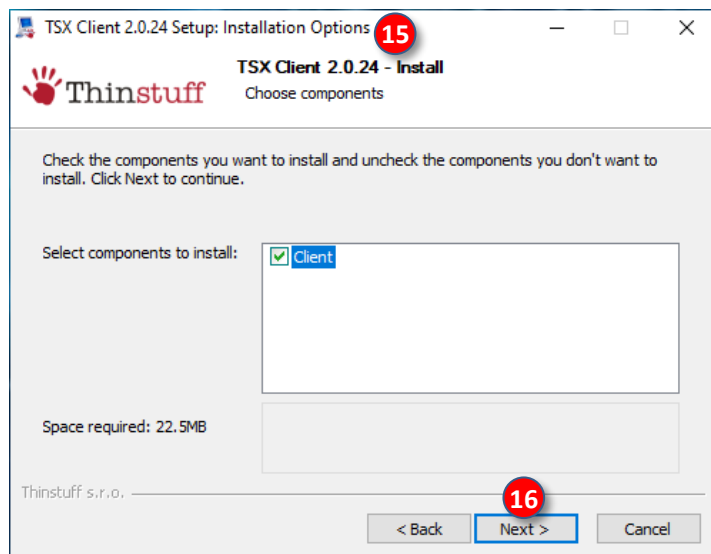 TSX Client 2.0.24 Setup: Installation Options
15
Thinstuff
TSX Client 2.0.24 - Install
Choose components
Check the components you want to install and uncheck the components you don't want to
install. Click Next to continue.
Select components to install:
Client
Space required: 22.5MB
Thinstuff s.r.o.
16
< Back
Next >
Cancel